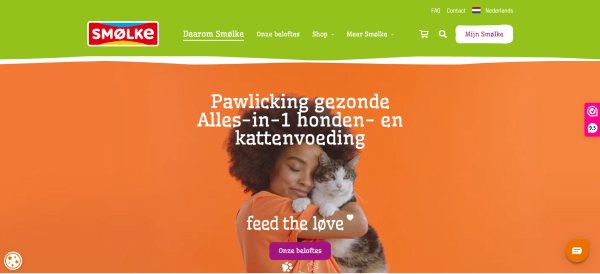 FAQ Contact Nederlands
SMØLKE
Daarom Smølke Onze beloftes Shop Meer Smølke Mijn Smølke
Pawlicking gezonde
Alles-in-1 honden- en
kattenvoeding
9,5
feed the løve
Onze beloftes